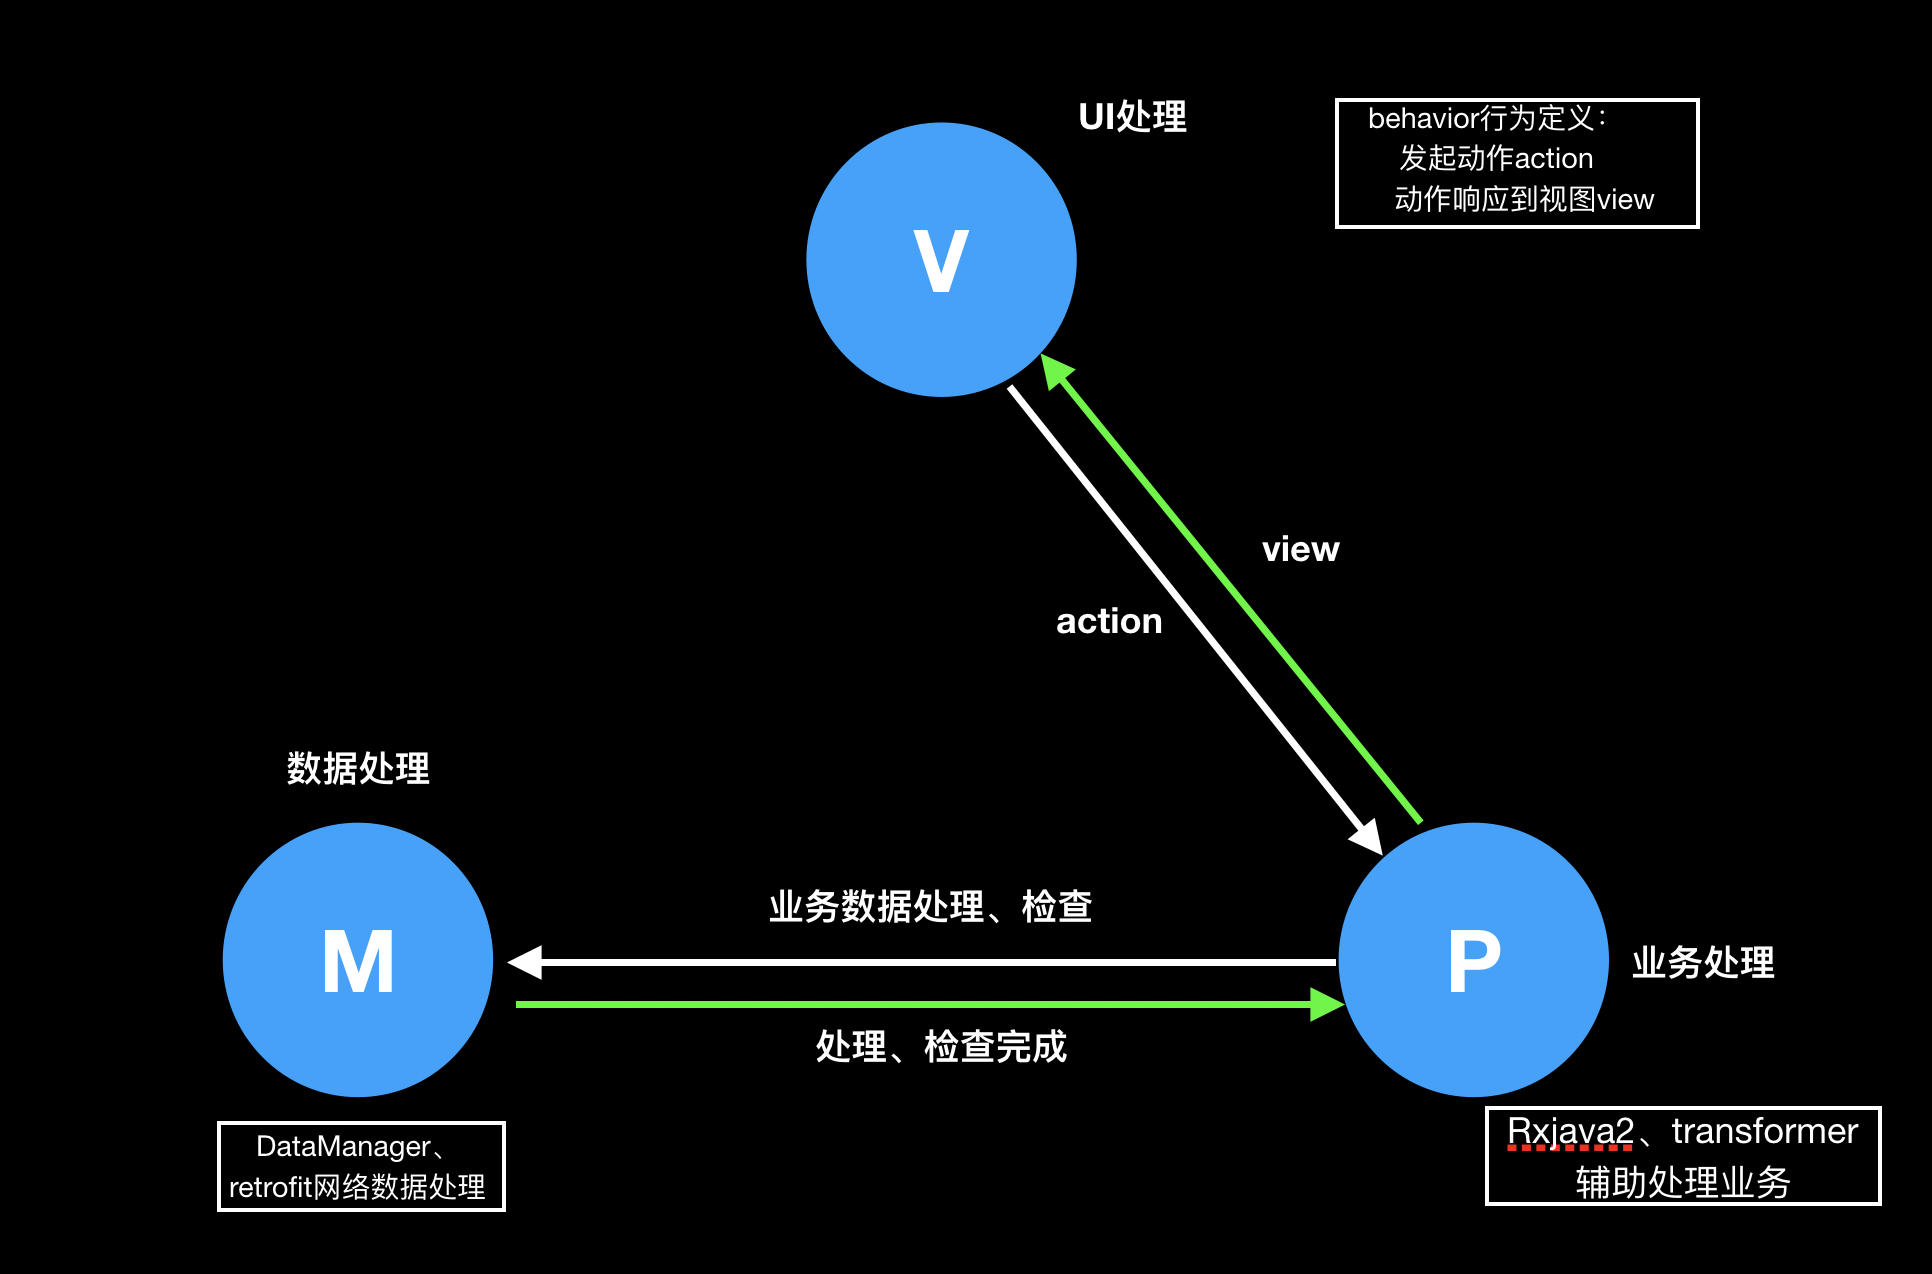 UI处理
behavior行为定义：
发起动作action
动作响应到视图view
V
view
action
数据处理
业务数据处理、检查
M
P
业务处理
处理、检查完成
DataManager、
retrofit网络数据处理
Rxjava2、transformer
辅助处理业务